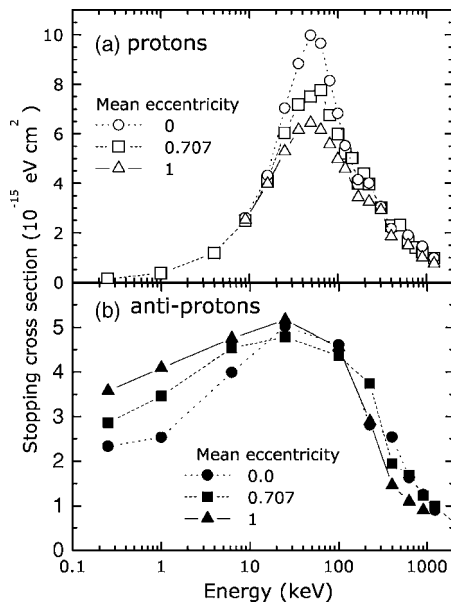 (a) protons
Mean eccentricity
0
0.707
1
10
8
6
4
2
0
Stopping cross section (10^-15 eV cm^2)
(b) anti-protons
Mean eccentricity
0.0
0.707
1
5
4
3
2
1
0
0.1 1 10 100 1000
Energy (keV)